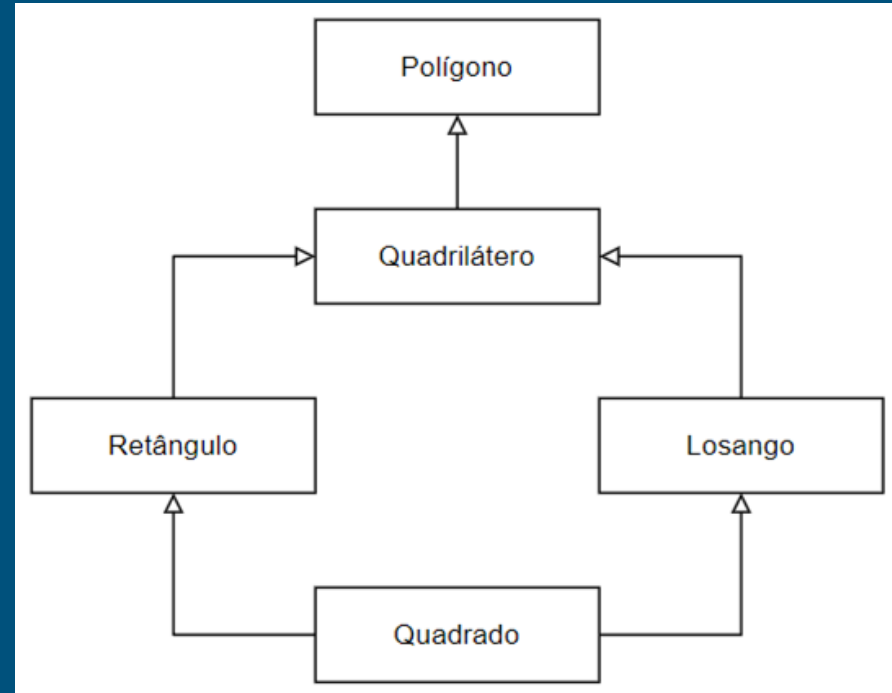 Polígono
Quadrilátero
Retângulo
Losango
Quadrado